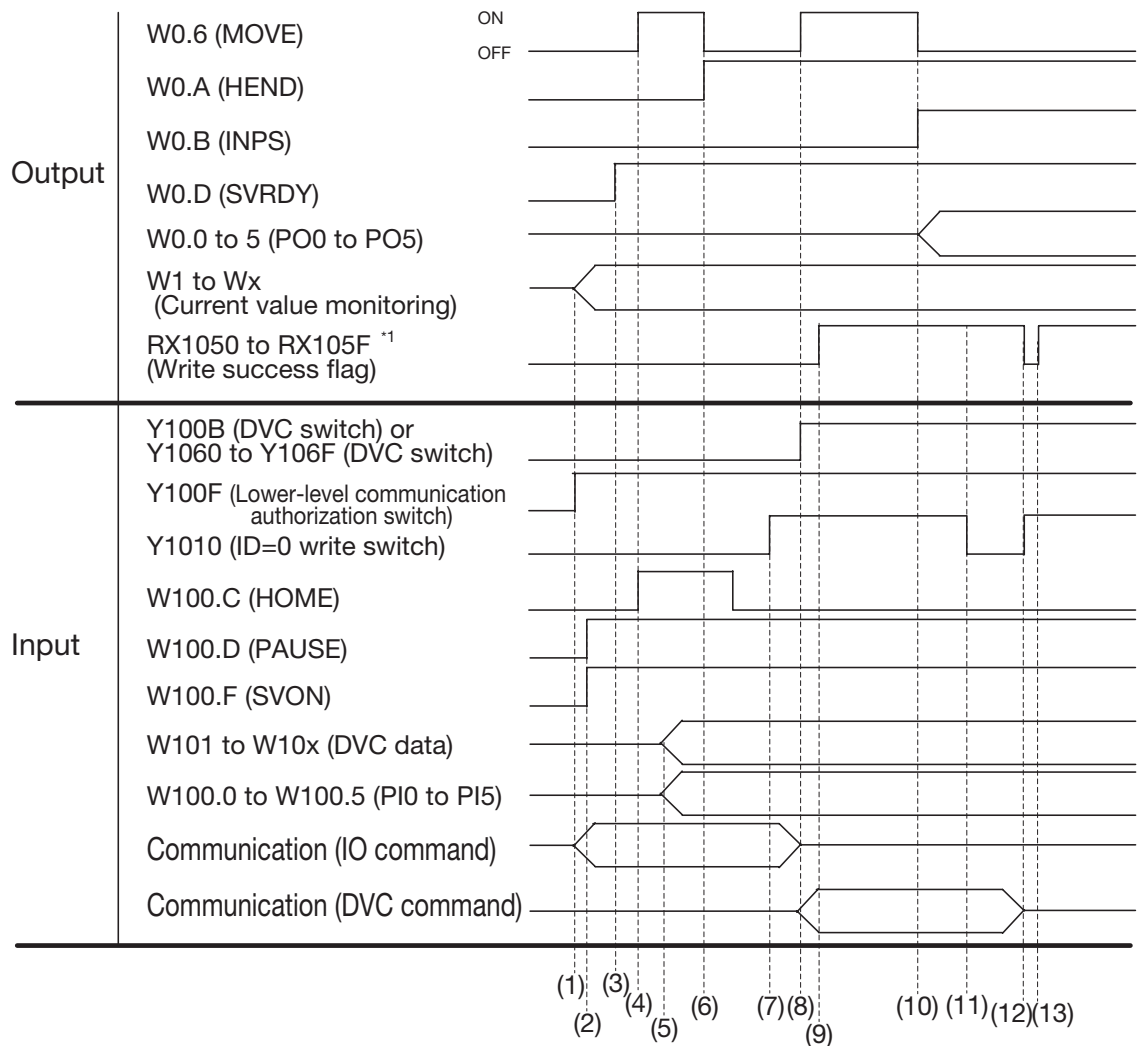 W0.6 (MOVE)
ON
OFF
W0.A (HEND)
W0.B (INPS)
Output
W0.D (SVRDY)
W0.0 to 5 (PO0 to PO5)
W1 to Wx
(Current value monitoring)
RX1050 to RX105F *1
(Write success flag)
Y100B (DVC switch) or
Y1060 to Y106F (DVC switch)
Y100F (Lower-level communication
authorization switch)
Y1010 (ID=0 write switch)
W100.C (HOME)
Input
W100.D (PAUSE)
W100.F (SVON)
W101 to W10x (DVC data)
W100.0 to W100.5 (PI0 to PI5)
Communication (IO command)
Communication (DVC command)
(1) (2) (3) (4) (5) (6) (7) (8) (9) (10) (11) (12) (13)